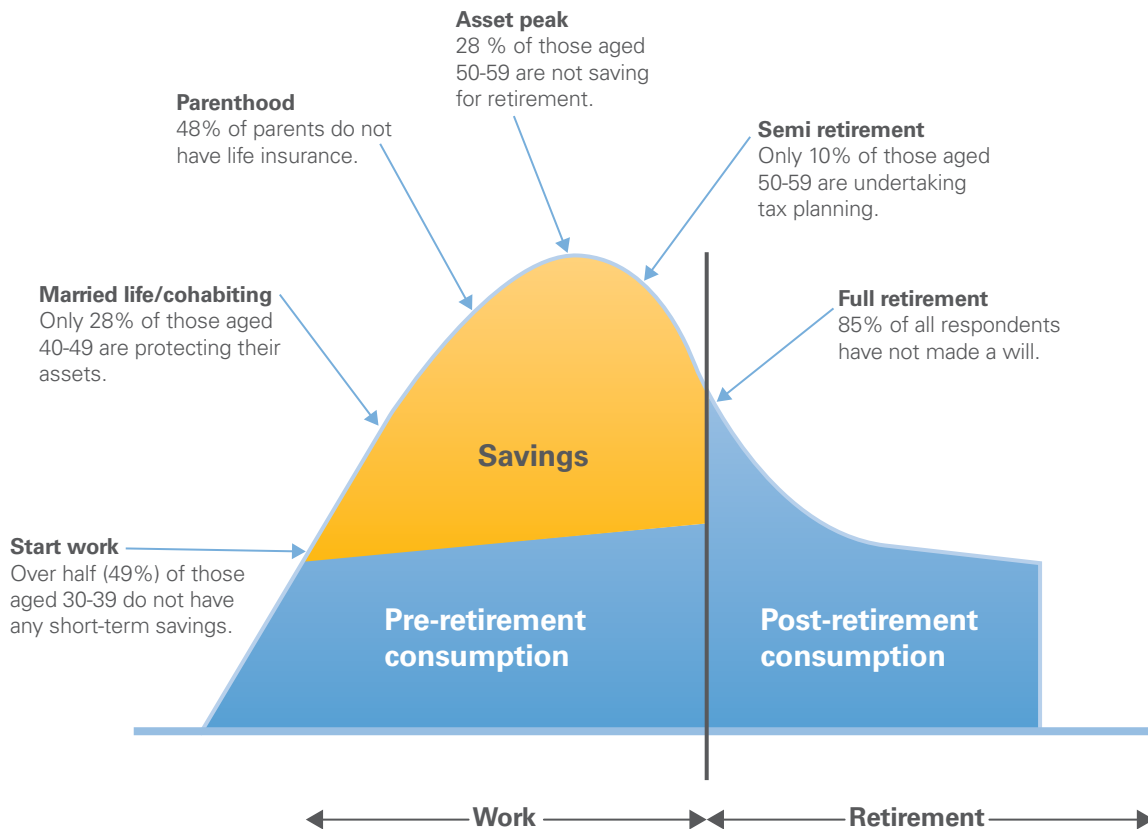 Asset peak
28 % of those aged
50-59 are not saving
for retirement.
Parenthood
48% of parents do not
have life insurance.
Semi retirement
Only 10% of those aged
50-59 are undertaking
tax planning.
Married life/cohabiting
Only 28% of those aged
40-49 are protecting their
assets.
Full retirement
85% of all respondents
have not made a will.
Savings
Start work
Over half (49%) of those
aged 30-39 do not have
any short-term savings.
Pre-retirement
consumption
Post-retirement
consumption
Work
Retirement